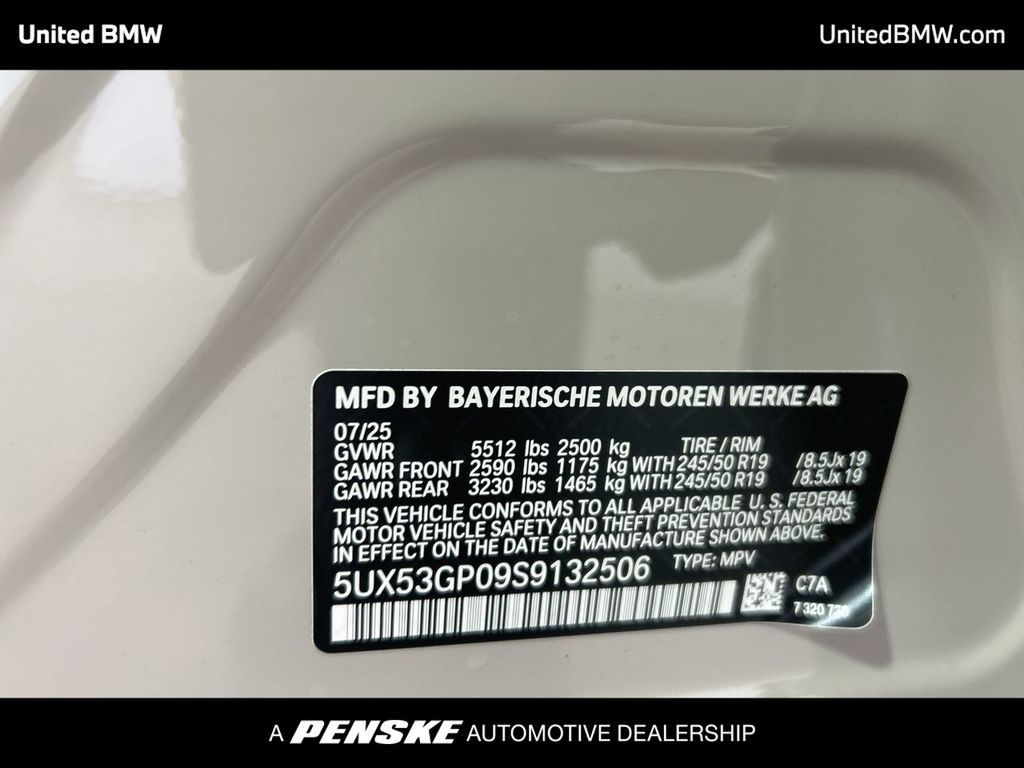 United BMW
UnitedBMW.com
MFD BY BAYERISCHE MOTOREN WERKE AG
07/25
GVWR 5512 lbs 2500 kg TIRE / RIM
GAWR FRONT 2590 lbs 1175 kg WITH 245/50 R19 /8.5Jx19
GAWR REAR 3230 lbs 1465 kg WITH 245/50 R19 /8.5Jx19
THIS VEHICLE CONFORMS TO ALL APPLICABLE U. S. FEDERAL
MOTOR VEHICLE SAFETY AND THEFT PREVENTION STANDARDS
IN EFFECT ON THE DATE OF MANUFACTURE SHOWN ABOVE.
5UX53GP09S9132506 TYPE: MPV
C7A
7 320 730
A PENSKE AUTOMOTIVE DEALERSHIP